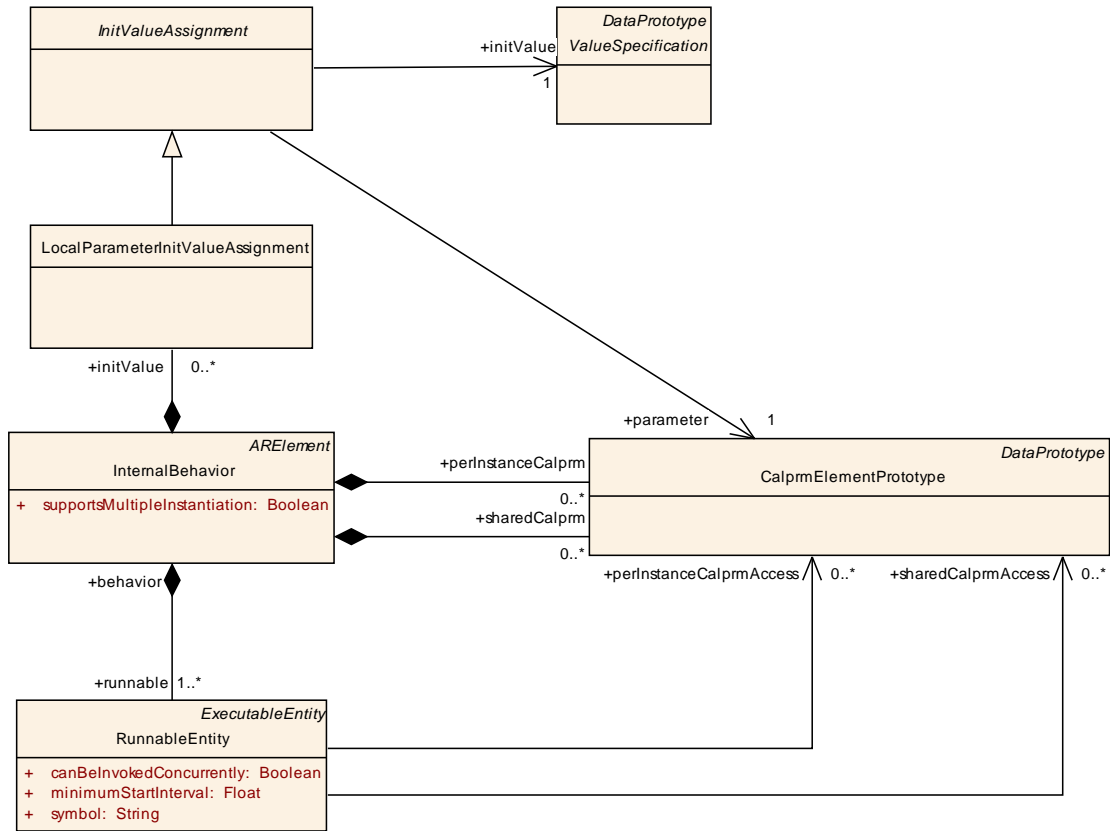 InitValueAssignment
DataPrototype
ValueSpecification
+initValue
1
LocalParameterInitValueAssignment
+initValue 0..*
+parameter 1
ARElement
InternalBehavior
+ supportsMultipleInstantiation: Boolean
+perInstanceCalprm
0..*
+sharedCalprm
0..*
DataPrototype
CalprmElementPrototype
+behavior
+perInstanceCalprmAccess 0..*
+sharedCalprmAccess 0..*
+runnable 1..*
ExecutableEntity
RunnableEntity
+ canBeInvokedConcurrently: Boolean
+ minimumStartInterval: Float
+ symbol: String